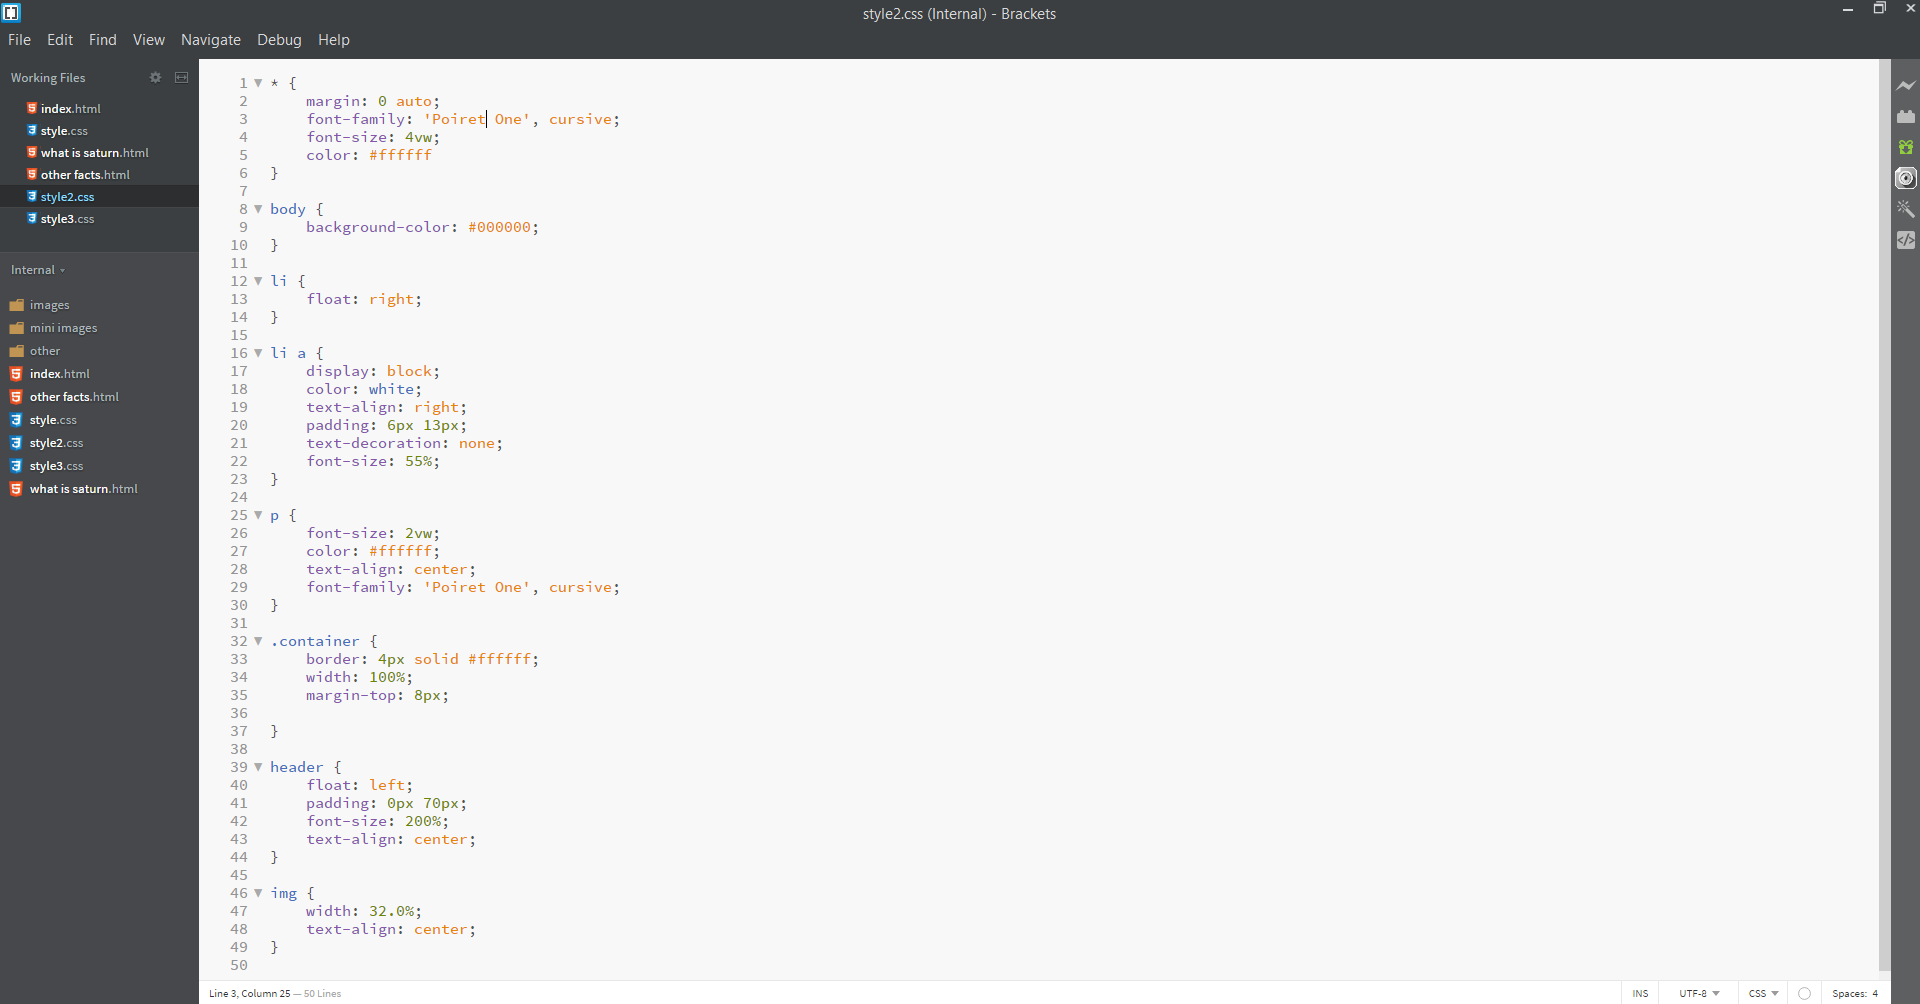 style2.css (Internal) - Brackets
File Edit Find View Navigate Debug Help
Working Files
index.html
style.css
what is saturn.html
other facts.html
style2.css
style3.css
Internal
images
mini images
other
index.html
other facts.html
style.css
style2.css
style3.css
what is saturn.html
1 * {
2 margin: 0 auto;
3 font-family: 'Poiret One', cursive;
4 font-size: 4vw;
5 color: #ffffff
6 }
7
8 body {
9 background-color: #000000;
10 }
11
12 li {
13 float: right;
14 }
15
16 li a {
17 display: block;
18 color: white;
19 text-align: right;
20 padding: 6px 13px;
21 text-decoration: none;
22 font-size: 55%;
23 }
24
25 p {
26 font-size: 2vw;
27 color: #ffffff;
28 text-align: center;
29 font-family: 'Poiret One', cursive;
30 }
31
32 .container {
33 border: 4px solid #ffffff;
34 width: 100%;
35 margin-top: 8px;
36
37 }
38
39 header {
40 float: left;
41 padding: 0px 70px;
42 font-size: 200%;
43 text-align: center;
44 }
45
46 img {
47 width: 32.0%;
48 text-align: center;
49 }
50
Line 3, Column 25 — 50 Lines
INS UTF-8 CSS Spaces: 4